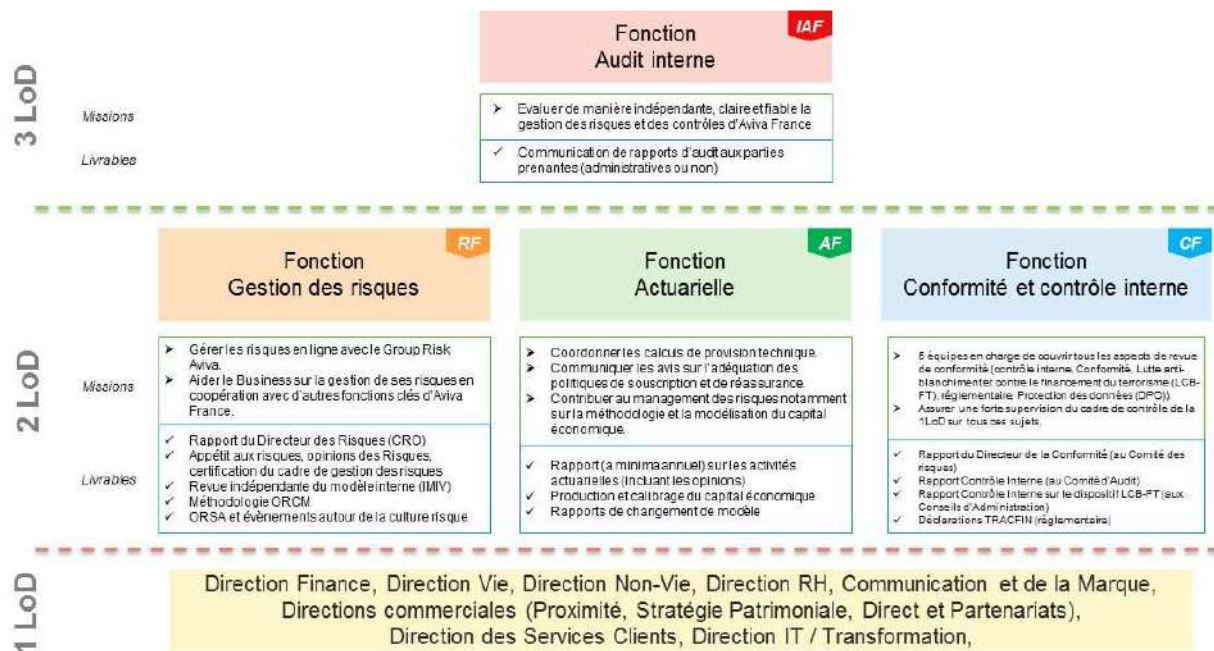 3 LoD
Fonction
Audit interne
IAF
Missions
➤ Evaluer de manière indépendante, claire et fiable la
gestion des risques et des contrôles d'Aviva France
Livrables
✓ Communication de rapports d'audit aux parties
prenantes (administratives ou non)
2 LoD
Fonction
Gestion des risques
RF
Missions
➤ Gérer les risques en ligne avec le Group Risk
Aviva.
➤ Aider le Business sur la gestion de ses risques en
coopération avec d'autres fonctions clés d'Aviva
France.
Livrables
✓ Rapport du Directeur des Risques (CRO)
✓ Appétit aux risques, opinions des Risques,
certification du cadre de gestion des risques
✓ Revue indépendante du modèle interne (IMIV)
✓ Méthodologie ORCM
✓ ORSA et évènements autour de la culture risque
Fonction
Actuarielle
AF
➤ Coordonner les calculs de provision technique.
➤ Communiquer les avis sur l'adéquation des
politiques de souscription et de réassurance.
➤ Contribuer au management des risques notamment
sur la méthodologie et la modélisation du capital
économique.
✓ Rapport (a minima annuel) sur les activités
actuarielles (incluant les opinions)
✓ Production et calibrage du capital économique
✓ Rapports de changement de modèle
Fonction
Conformité et contrôle interne
CF
➤ 5 équipes en charge de couvrir tous les aspects de revue
de conformité (contrôle interne, Conformité, Lutte anti-
blanchiment et contre le financement du terrorisme (LCB-
FT), réglementaire, Protection des données (DPO)).
➤ Assurer une forte supervision du cadre de contrôle de la
1LoD sur tous ces sujets.
✓ Rapport du Directeur de la Conformité (au Comité des
risques)
✓ Rapport Contrôle Interne (au Comité d'Audit)
✓ Rapport Contrôle Interne sur le dispositif LCB-FT (aux
Conseils d'Administration)
✓ Déclarations TRACFIN (réglementaire)
1 LoD
Direction Finance, Direction Vie, Direction Non-Vie, Direction RH, Communication et de la Marque,
Directions commerciales (Proximité, Stratégie Patrimoniale, Direct et Partenariats),
Direction des Services Clients, Direction IT / Transformation,